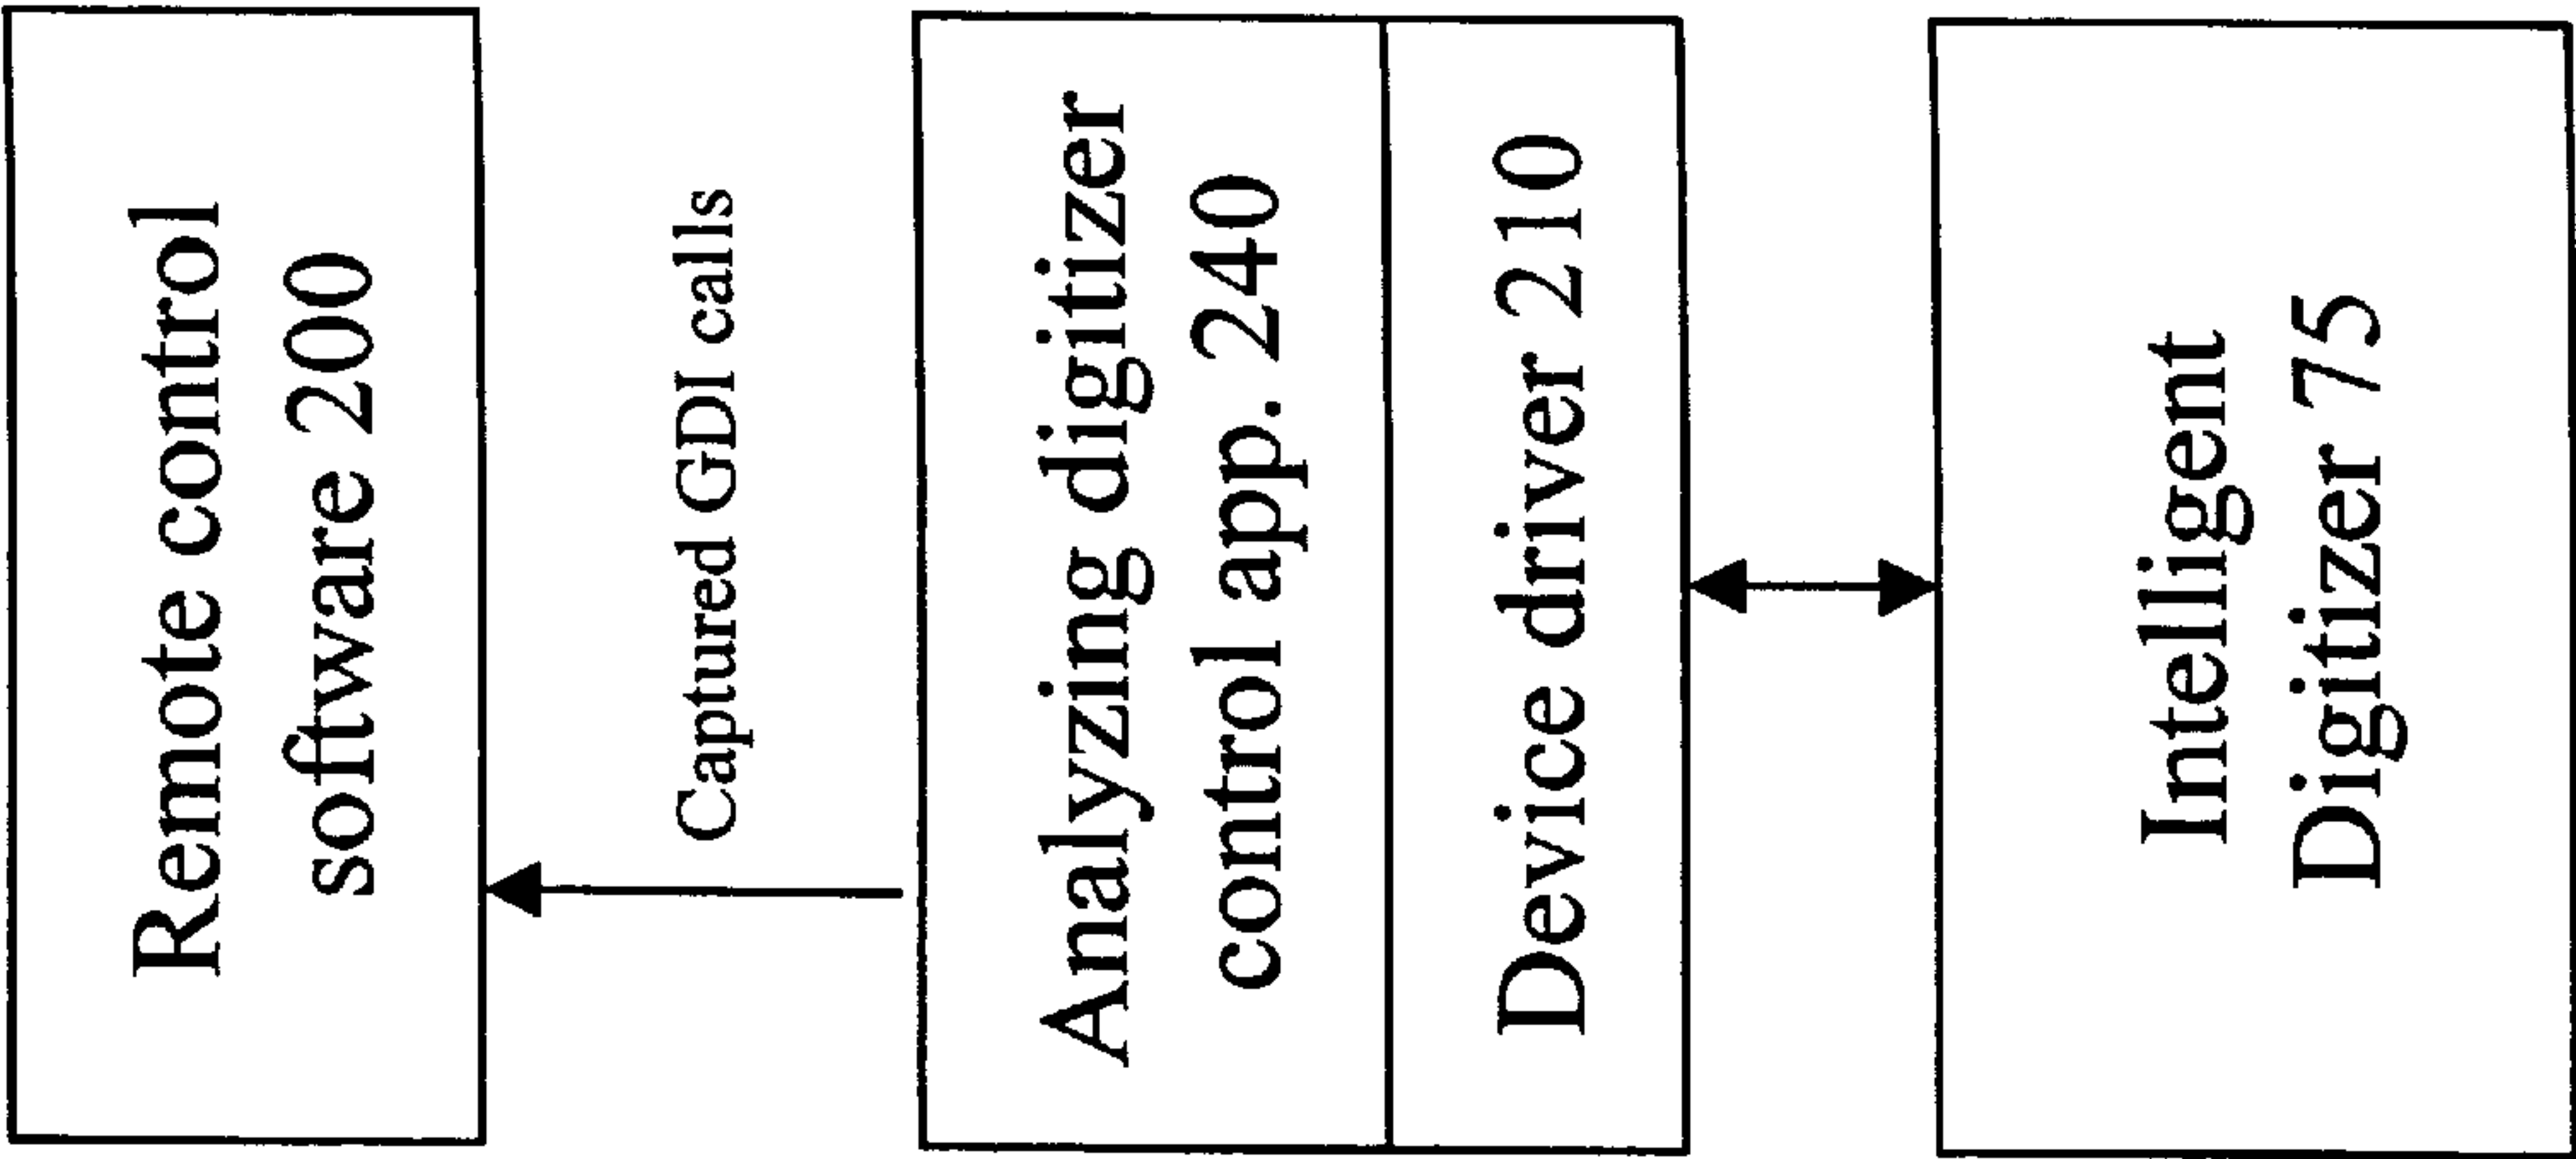 Remote control
software 200
Captured GDI calls
Analyzing digitizer
control app. 240
Device driver 210
Intelligent
Digitizer 75